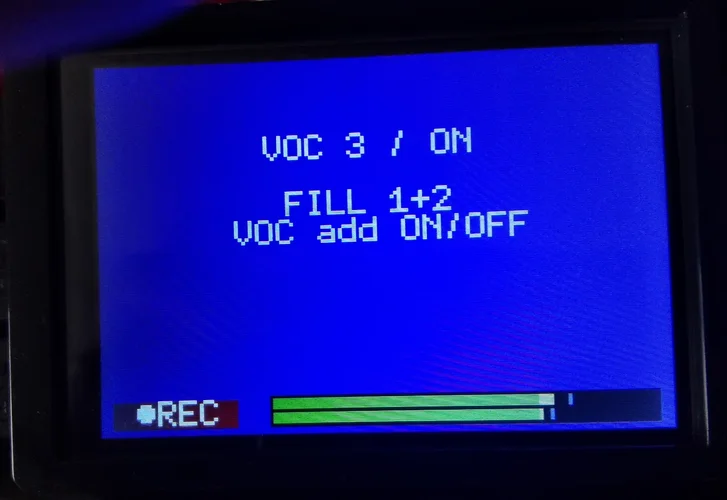 VOC 3 / ON
FILL 1+2
VOC add ON/OFF
REC